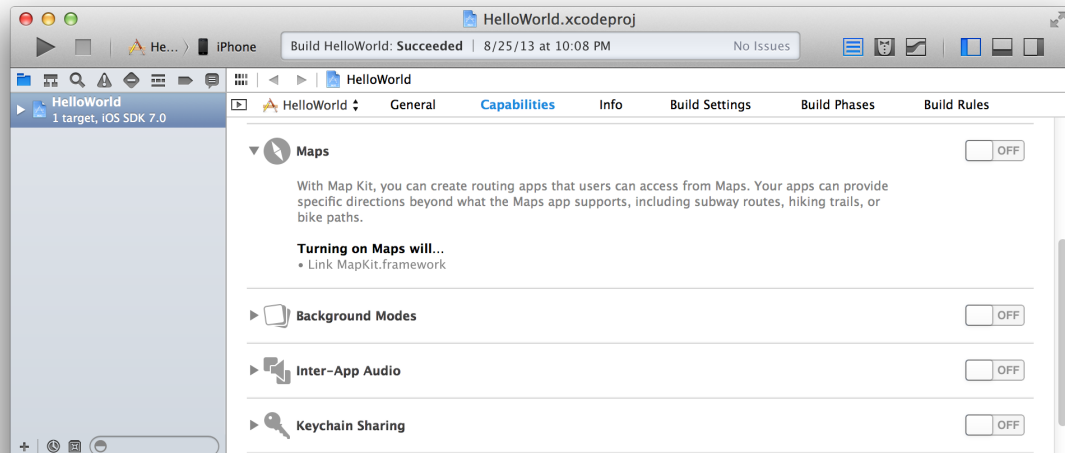 HelloWorld.xcodeproj
He... iPhone
Build HelloWorld: Succeeded | 8/25/13 at 10:08 PM No Issues
HelloWorld
HelloWorld
1 target, iOS SDK 7.0
HelloWorld General Capabilities Info Build Settings Build Phases Build Rules
Maps OFF
With Map Kit, you can create routing apps that users can access from Maps. Your apps can provide
specific directions beyond what the Maps app supports, including subway routes, hiking trails, or
bike paths.
Turning on Maps will...
• Link MapKit.framework
Background Modes OFF
Inter-App Audio OFF
Keychain Sharing OFF